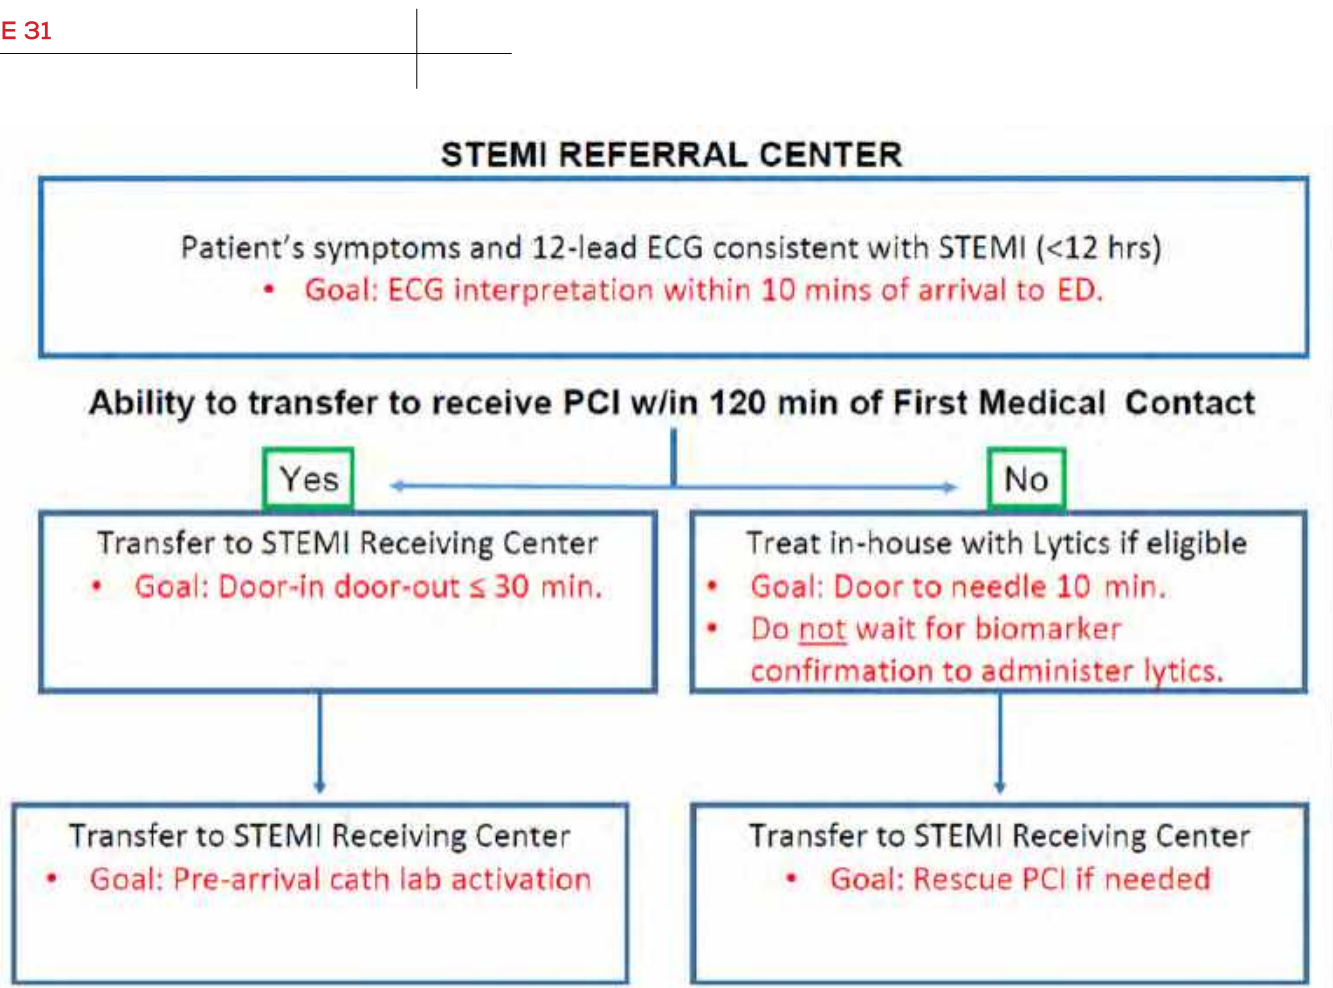 E 31
STEMI REFERRAL CENTER
Patient's symptoms and 12-lead ECG consistent with STEMI (<12 hrs)
• Goal: ECG interpretation within 10 mins of arrival to ED.
Ability to transfer to receive PCI w/in 120 min of First Medical Contact
Yes
No
Transfer to STEMI Receiving Center
• Goal: Door-in door-out ≤ 30 min.
Treat in-house with Lytics if eligible
• Goal: Door to needle 10 min.
• Do not wait for biomarker
confirmation to administer lytics.
Transfer to STEMI Receiving Center
• Goal: Pre-arrival cath lab activation
Transfer to STEMI Receiving Center
• Goal: Rescue PCI if needed